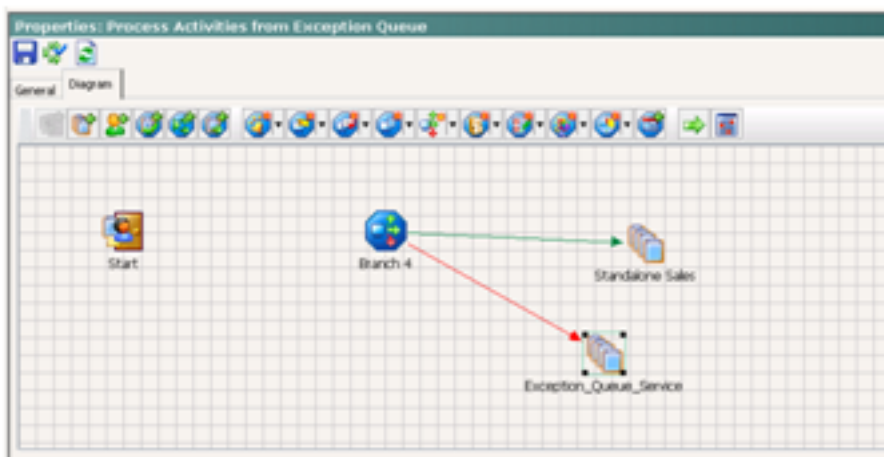 Properties: Process Activities from Exception Queue
General Diagram
Start
Branch 4
Standalone Sales
Exception_Queue_Service